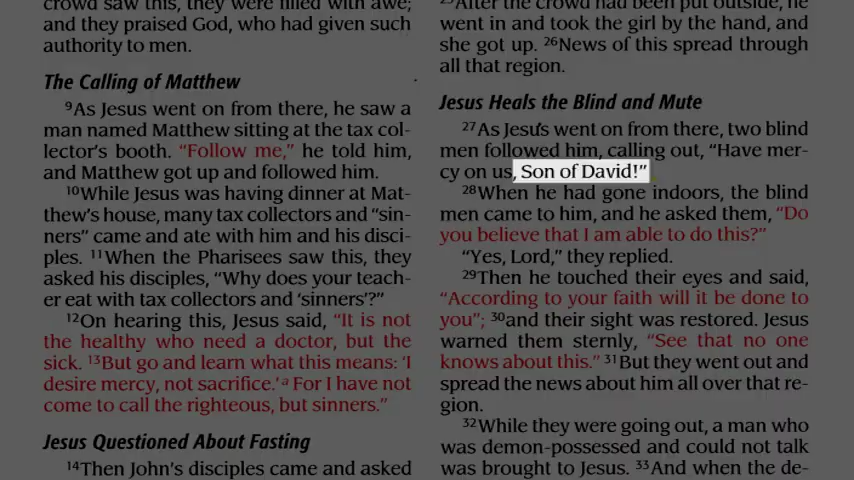 crowd saw this, they were filled with awe;
and they praised God, who had given such
authority to men.
The Calling of Matthew
9As Jesus went on from there, he saw a
man named Matthew sitting at the tax col-
lector's booth. “Follow me,” he told him,
and Matthew got up and followed him.
10While Jesus was having dinner at Mat-
thew's house, many tax collectors and “sin-
ners” came and ate with him and his disci-
ples. 11When the Pharisees saw this, they
asked his disciples, “Why does your teach-
er eat with tax collectors and ‘sinners’?”
12On hearing this, Jesus said, “It is not
the healthy who need a doctor, but the
sick. 13But go and learn what this means: ‘I
desire mercy, not sacrifice.’a For I have not
come to call the righteous, but sinners.”
Jesus Questioned About Fasting
14Then John's disciples came and asked
25After the crowd had been put outside, he
went in and took the girl by the hand, and
she got up. 26News of this spread through
all that region.
Jesus Heals the Blind and Mute
27As Jesus went on from there, two blind
men followed him, calling out, “Have mer-
cy on us, Son of David!”
28When he had gone indoors, the blind
men came to him, and he asked them, “Do
you believe that I am able to do this?”
“Yes, Lord,” they replied.
29Then he touched their eyes and said,
“According to your faith will it be done to
you”; 30and their sight was restored. Jesus
warned them sternly, “See that no one
knows about this.” 31But they went out and
spread the news about him all over that re-
gion.
32While they were going out, a man who
was demon-possessed and could not talk
was brought to Jesus. 33And when the de-